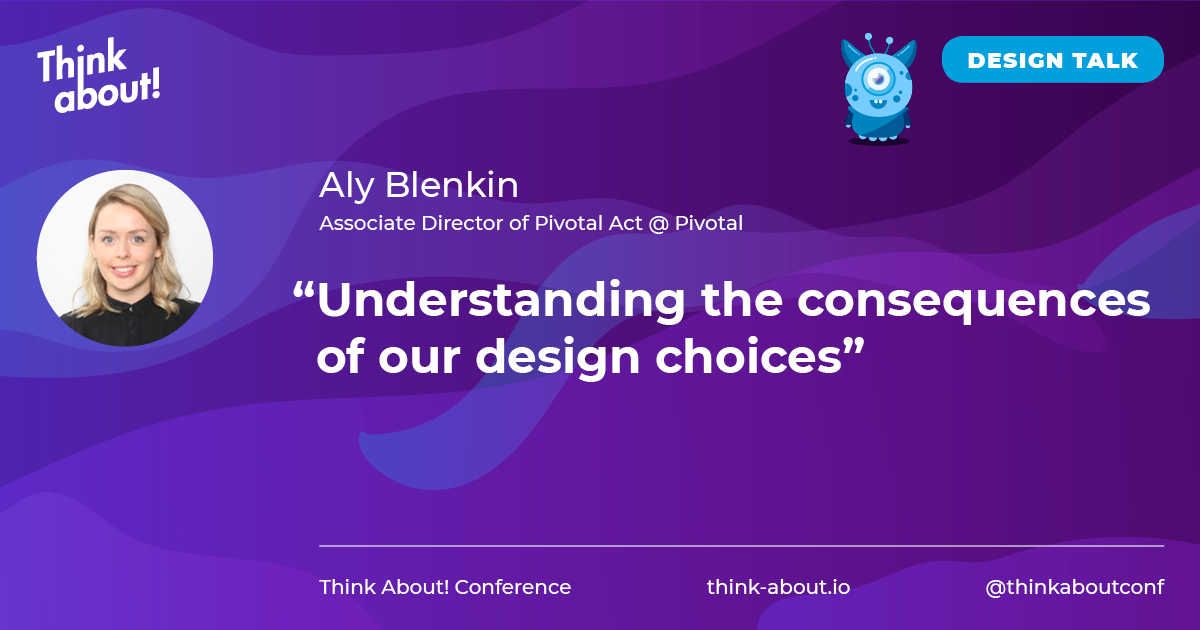 Think
about!
DESIGN TALK
Aly Blenkin
Associate Director of Pivotal Act @ Pivotal
“Understanding the consequences
of our design choices”
Think About! Conference
think-about.io
@thinkaboutconf